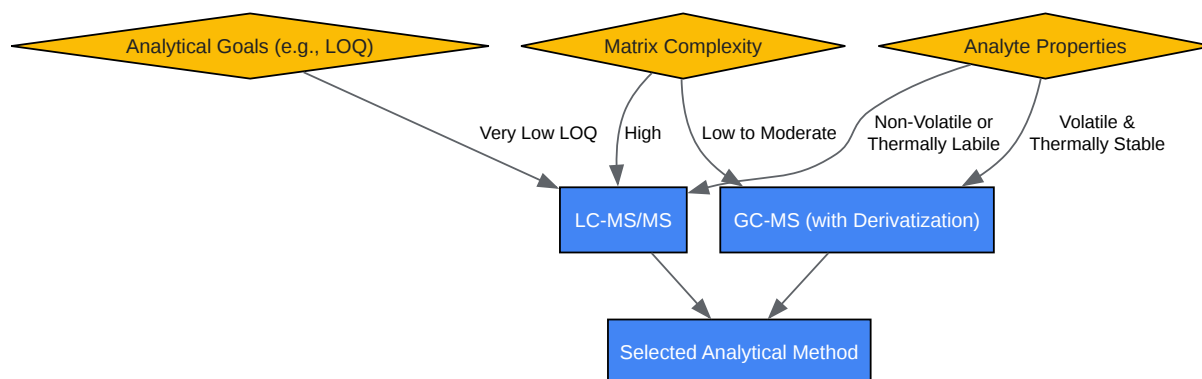 Analytical Goals (e.g., LOQ)
Matrix Complexity
Analyte Properties
Very Low LOQ
High
Low to Moderate
Non-Volatile or
Thermally Labile
Volatile &
Thermally Stable
LC-MS/MS
GC-MS (with Derivatization)
Selected Analytical Method